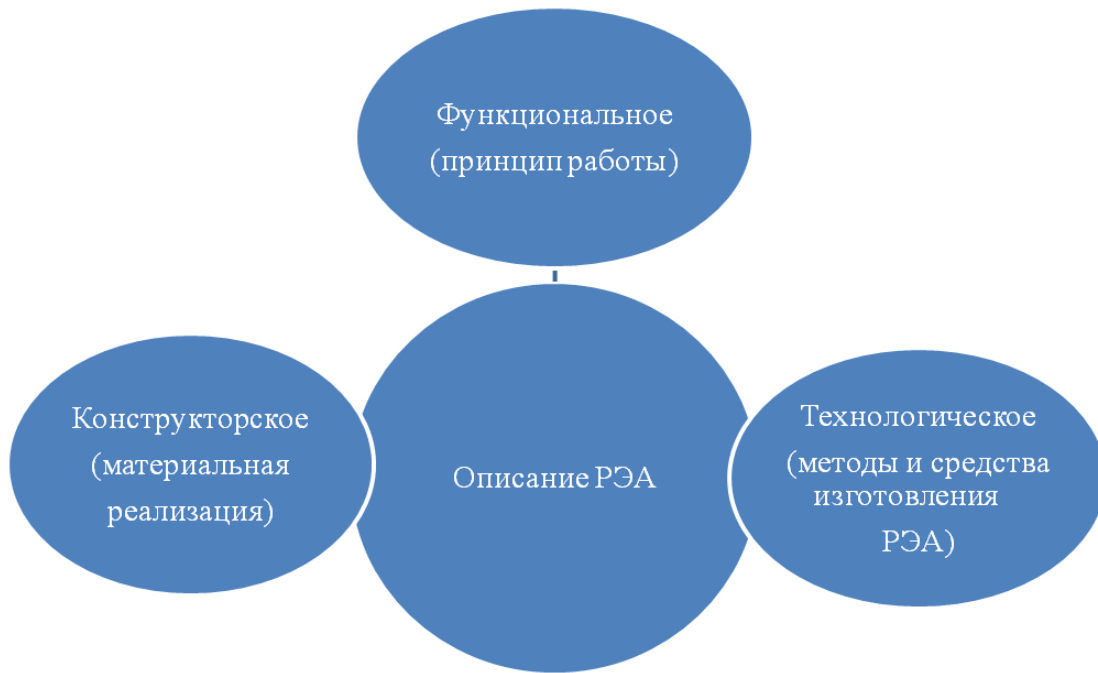 Функциональное
(принцип работы)
Конструкторское
(материальная
реализация)
Описание РЭА
Технологическое
(методы и средства
изготовления
РЭА)